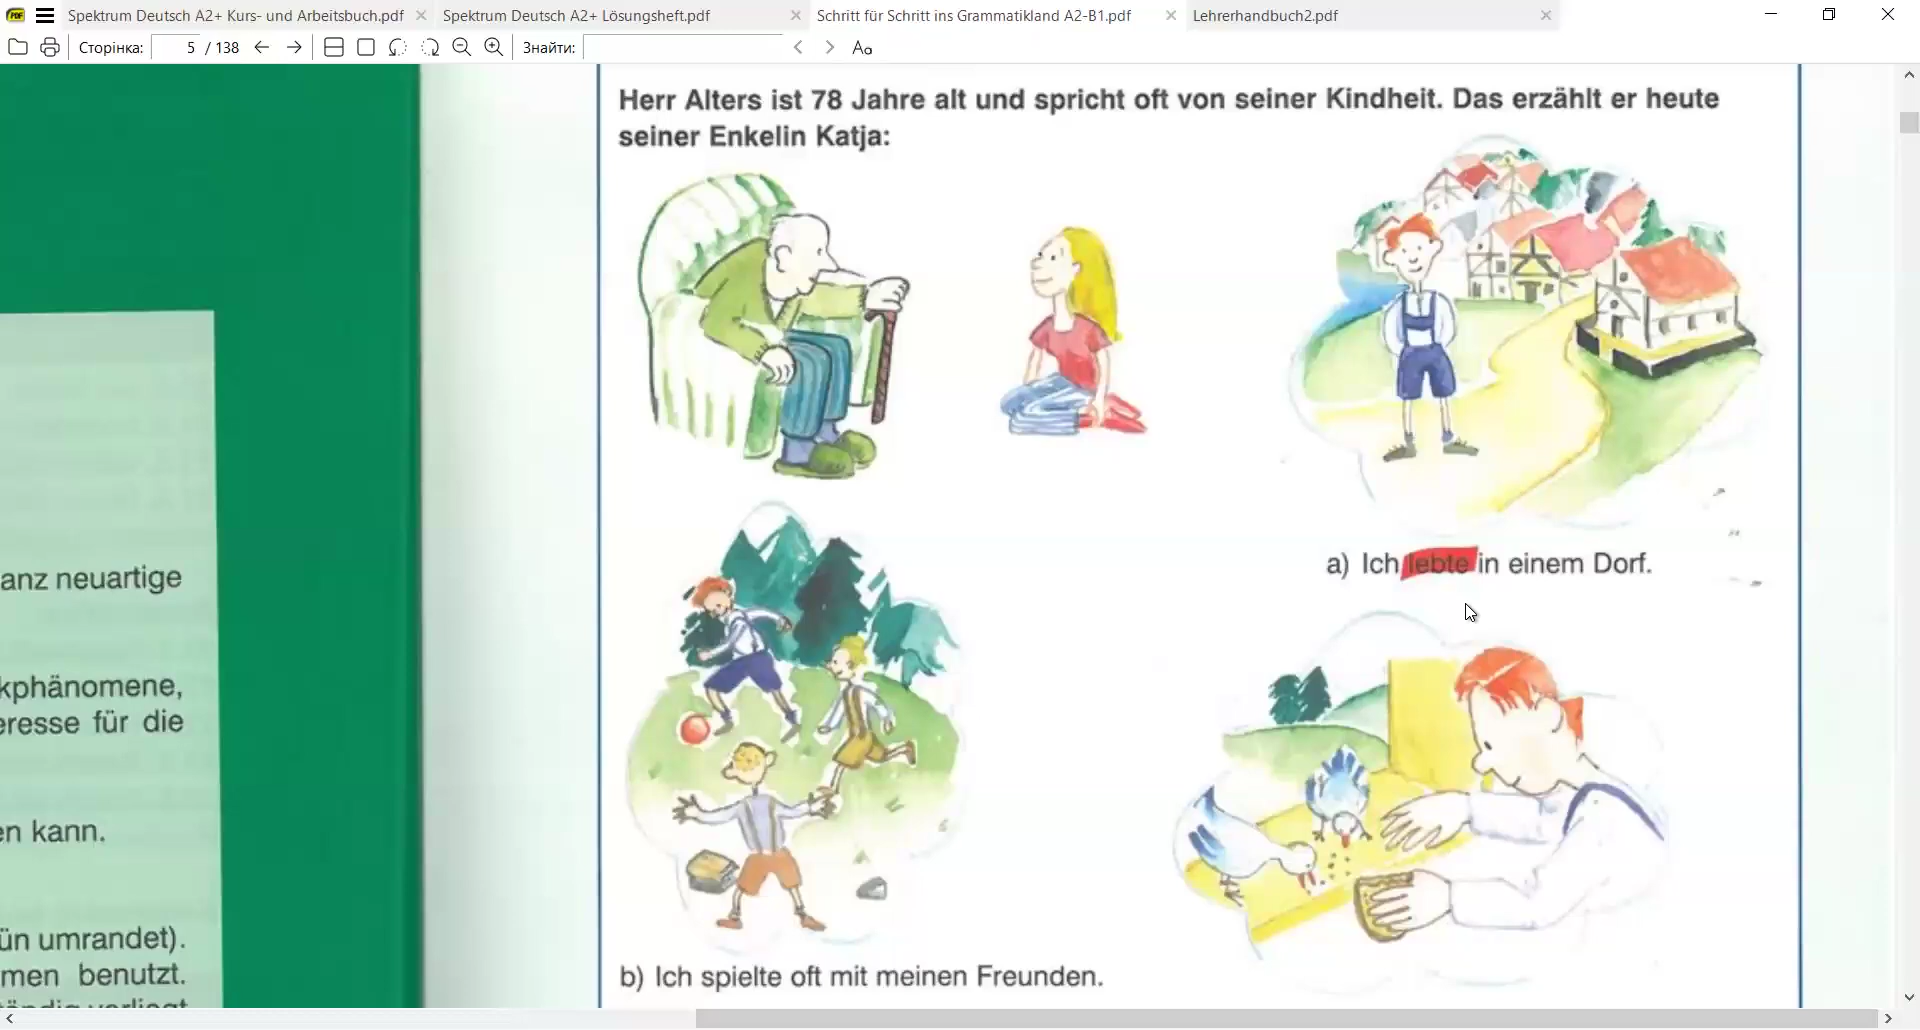 Spektrum Deutsch A2+ Kurs- und Arbeitsbuch.pdf
Spektrum Deutsch A2+ Lösungsheft.pdf
Schritt für Schritt ins Grammatikland A2-B1.pdf
Lehrerhandbuch2.pdf
Сторінка: 5 / 138
Знайти:
Aa
Herr Alters ist 78 Jahre alt und spricht oft von seiner Kindheit. Das erzählt er heute
seiner Enkelin Katja:
a) Ich lebte in einem Dorf.
b) Ich spielte oft mit meinen Freunden.
anz neuartige
kphänomene,
eresse für die
en kann.
ün umrandet).
men benutzt.